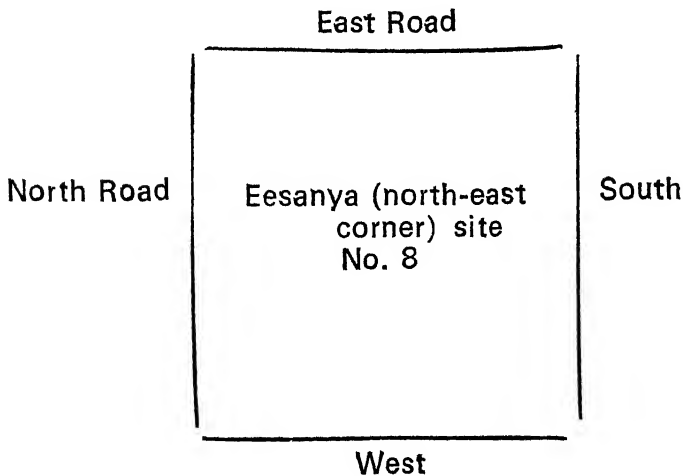 East Road
North Road
Eesanya (north-east
corner) site
No. 8
South
West